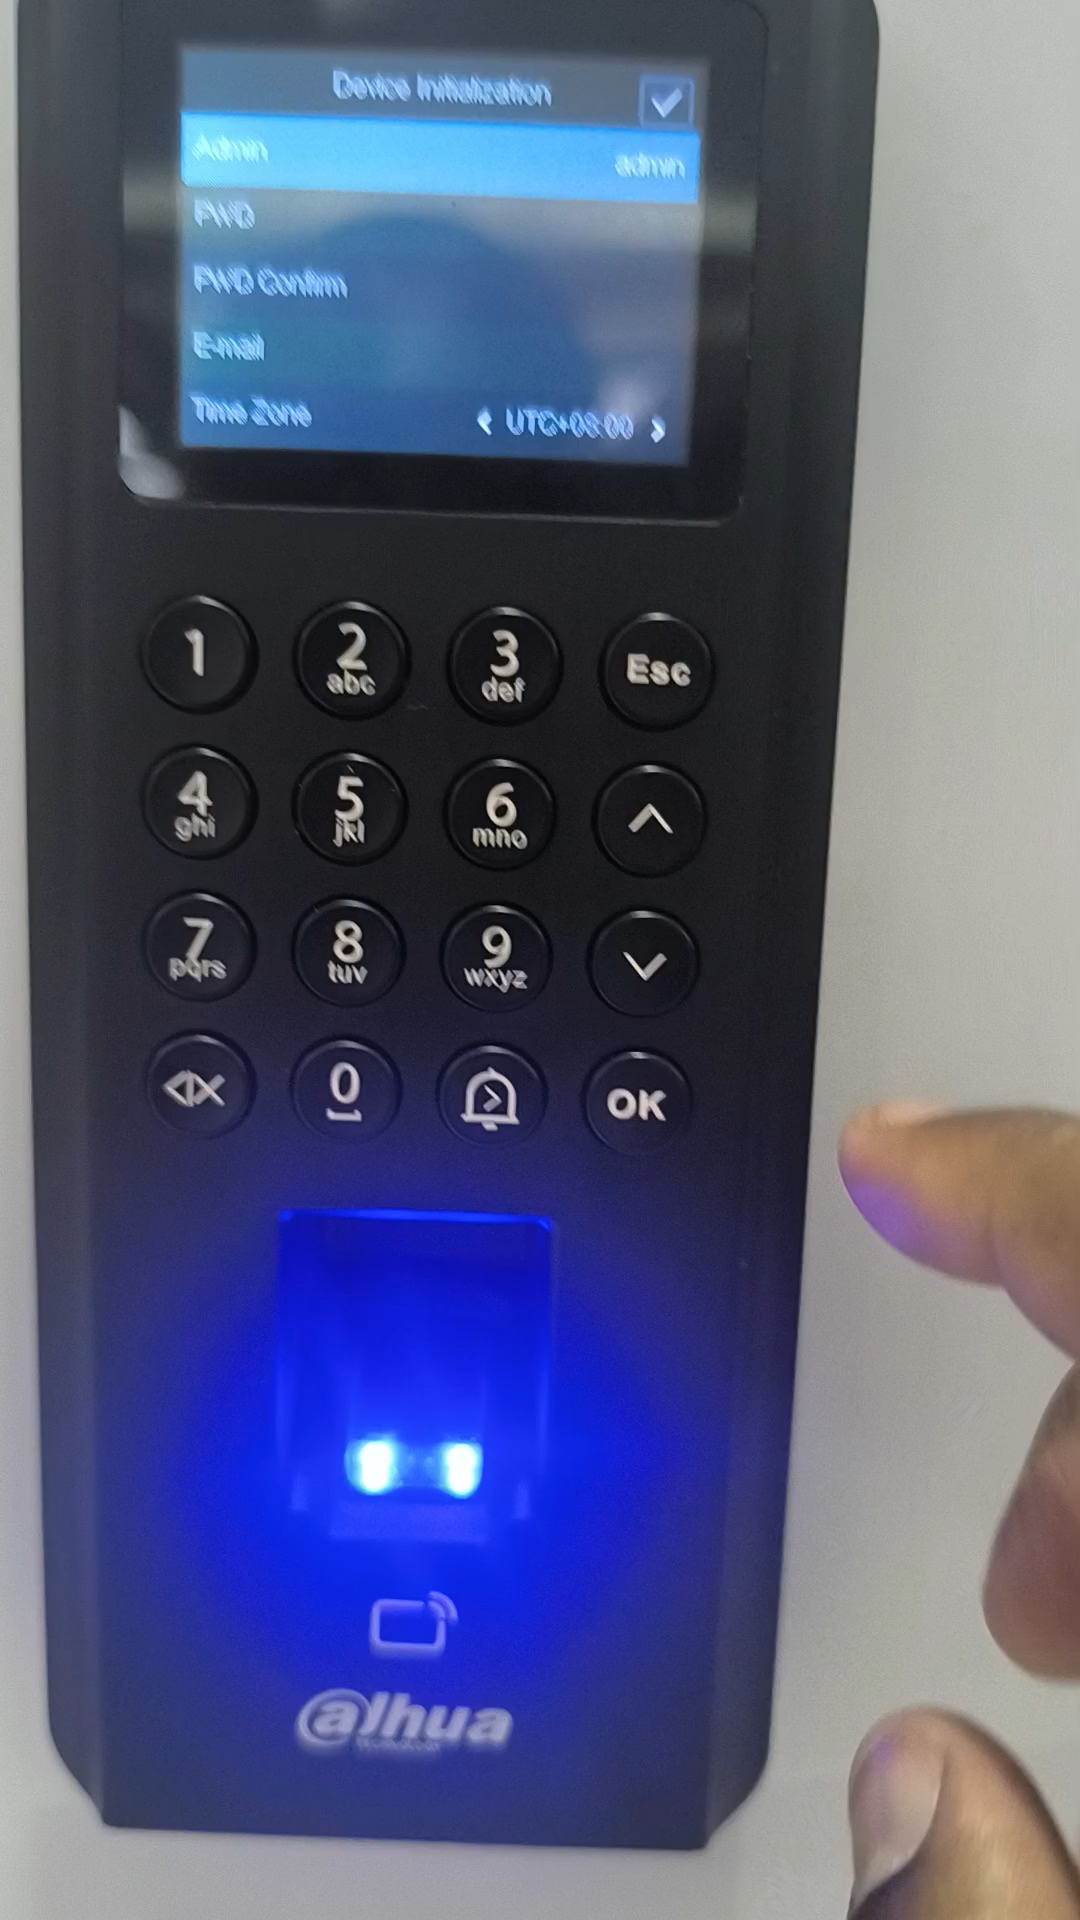 Device Initialization
Admin admin
PWD
PWD Confirm
E-mail
Time Zone < UTC+08:00 >
1 2 abc 3 def Esc
4 ghi 5 jkl 6 mno
7 pqrs 8 tuv 9 wxyz
0 OK
alhua